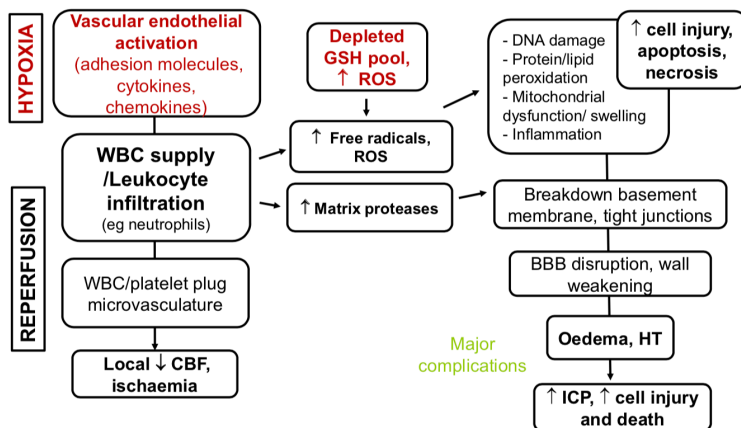 HYPOXIA
Vascular endothelial
activation
(adhesion molecules,
cytokines,
chemokines)
Depleted
GSH pool,
↑ ROS
- DNA damage
- Protein/lipid
peroxidation
- Mitochondrial
dysfunction/ swelling
- Inflammation
↑ cell injury,
apoptosis,
necrosis
REPERFUSION
WBC supply
/Leukocyte
infiltration
(eg neutrophils)
↑ Free radicals,
ROS
↑ Matrix proteases
Breakdown basement
membrane, tight junctions
WBC/platelet plug
microvasculature
BBB disruption, wall
weakening
Local ↓ CBF,
ischaemia
Major
complications
Oedema, HT
↑ ICP, ↑ cell injury
and death